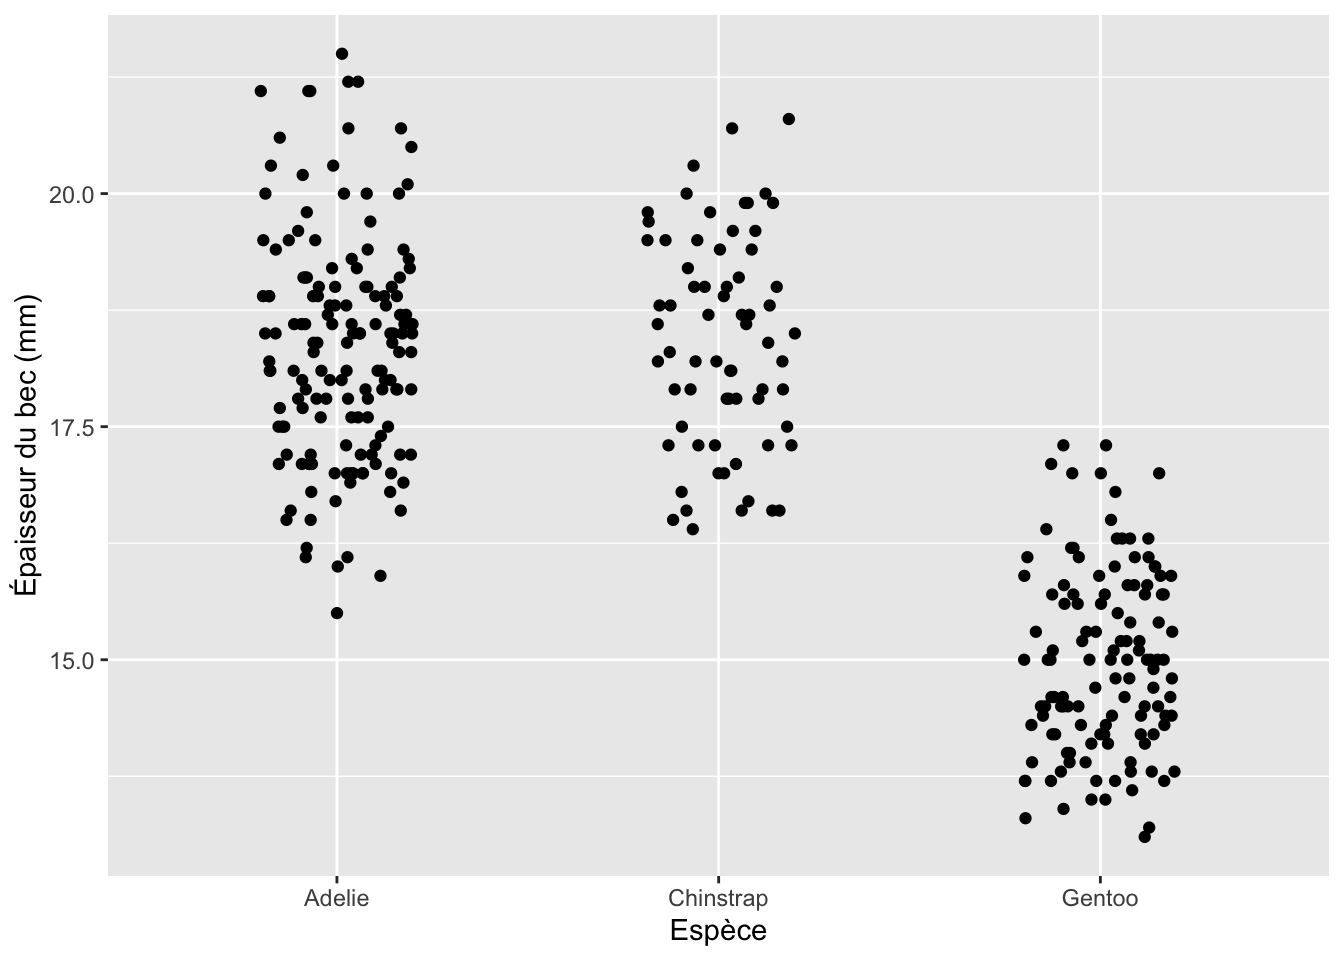 Épaisseur du bec (mm)
20.0
17.5
15.0
Adelie
Chinstrap
Gentoo
Espèce